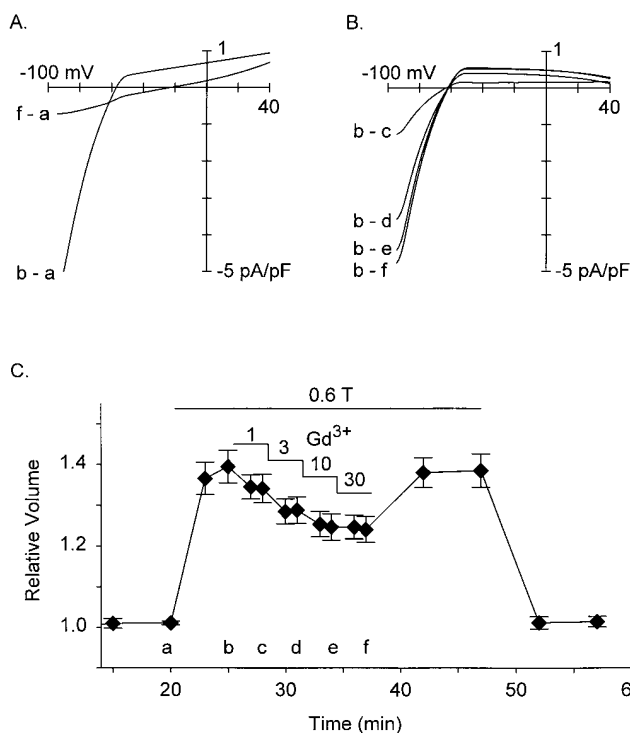 A.
1
-100 mV
40
f - a
b - a
-5 pA/pF
B.
1
-100 mV
40
b - c
b - d
b - e
b - f
-5 pA/pF
C.
0.6 T
1
3
Gd3+
10
30
1.4
1.2
1.0
Relative Volume
a
b
c
d
e
f
20
30
40
50
6
Time (min)